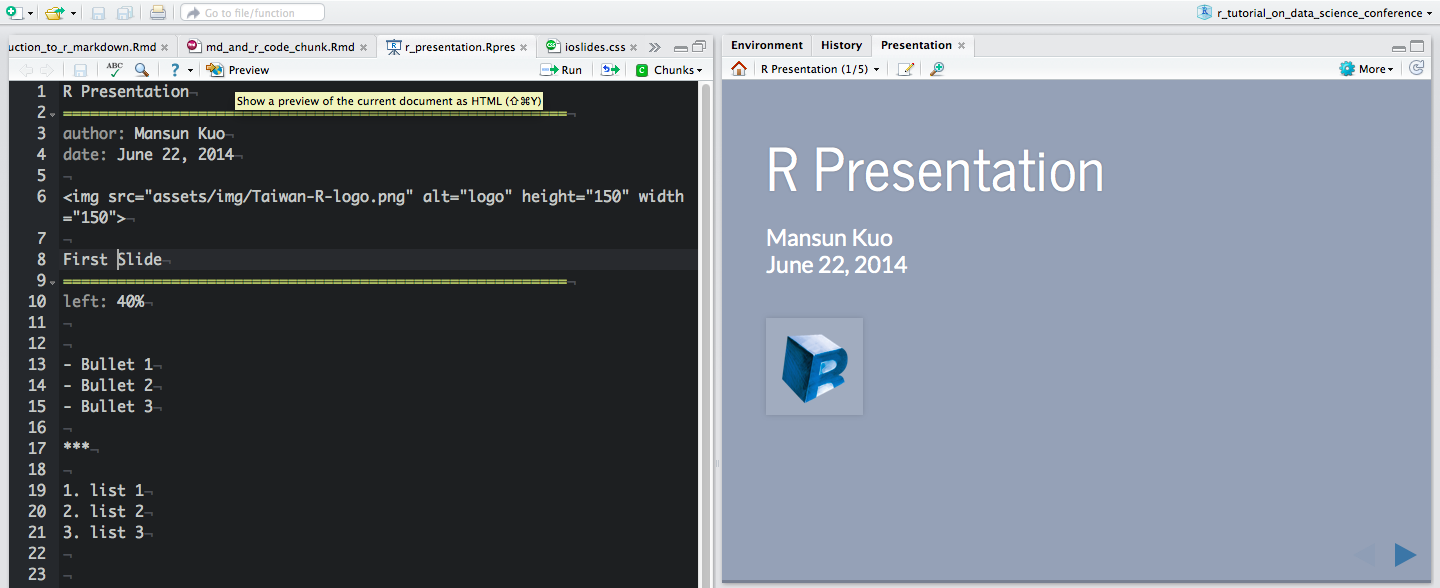 Go to file/function
r_tutorial_on_data_science_conference
uction_to_r_markdown.Rmd
md_and_r_code_chunk.Rmd
r_presentation.Rpres
ioslides.css
ABC
?
Preview
Run
C Chunks
Show a preview of the current document as HTML (⇧⌘Y)
1 R Presentation¬
2 ========================================================¬
3 author: Mansun Kuo¬
4 date: June 22, 2014¬
5 ¬
6 <img src="assets/img/Taiwan-R-logo.png" alt="logo" height="150" width
="150">¬
7 ¬
8 First Slide¬
9 ========================================================¬
10 left: 40%¬
11 ¬
12 ¬
13 - Bullet 1¬
14 - Bullet 2¬
15 - Bullet 3¬
16 ¬
17 ***¬
18 ¬
19 1. list 1¬
20 2. list 2¬
21 3. list 3¬
22 ¬
23 ¬
Environment
History
Presentation
R Presentation (1/5)
More
R Presentation
Mansun Kuo
June 22, 2014
R